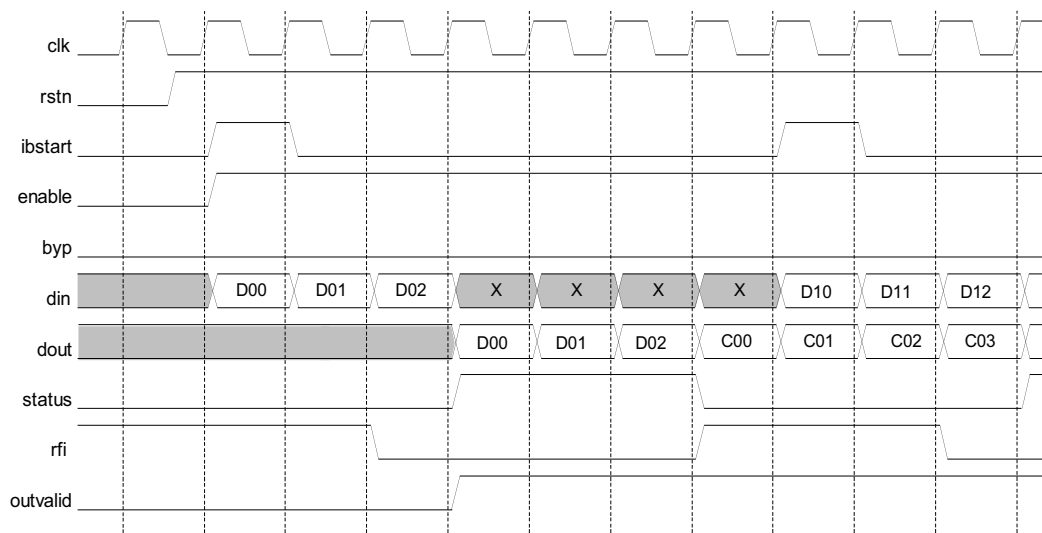 clk
rstn
ibstart
enable
byp
din D00 D01 D02 X X X X D10 D11 D12
dout D00 D01 D02 C00 C01 C02 C03
status
rfi
outvalid